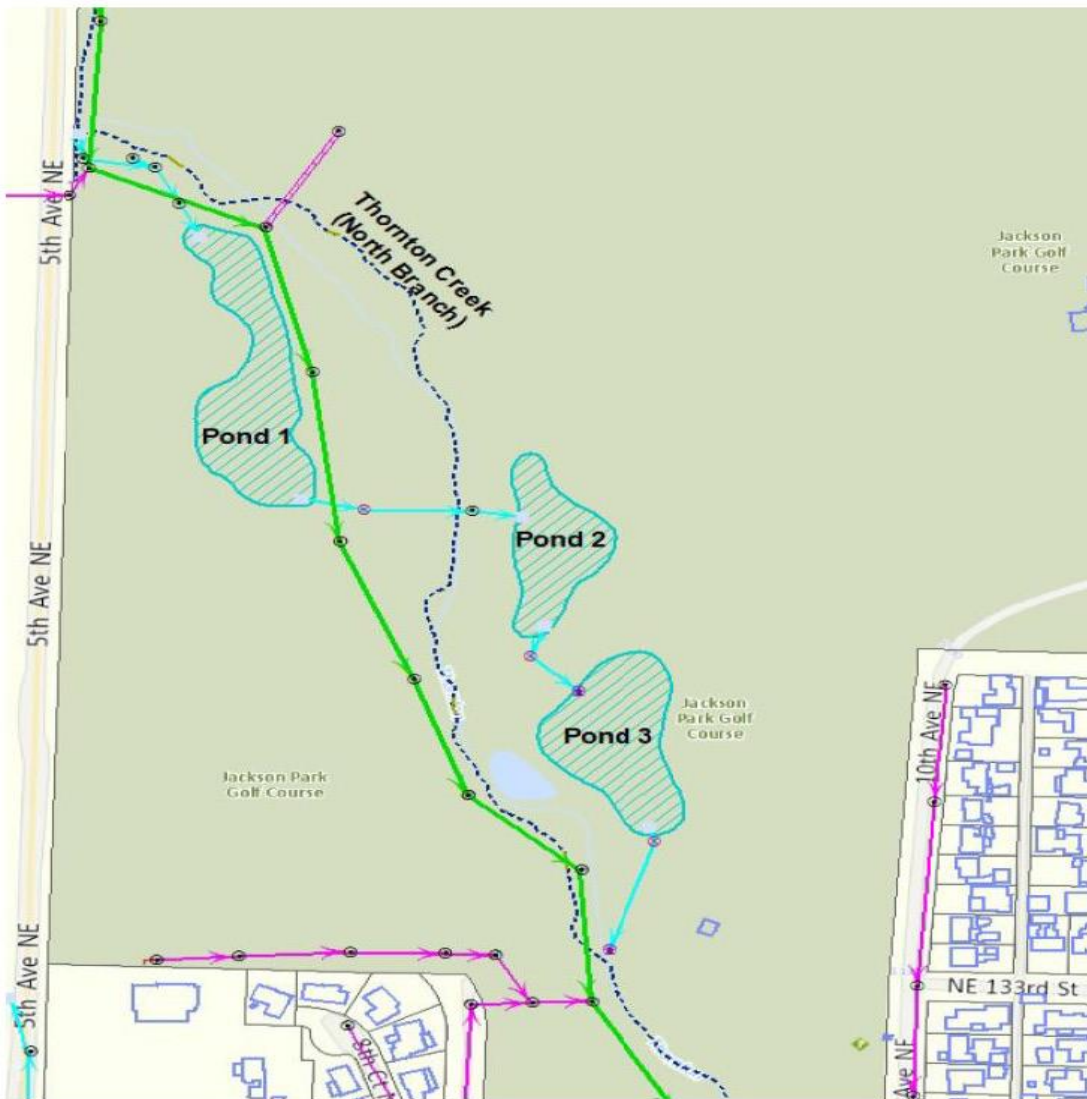 5th Ave NE
Thornton Creek
(North Branch)
Jackson
Park Golf
Course
Pond 1
Pond 2
5th Ave NE
Pond 3
Jackson
Park Golf
Course
10th Ave NE
Jackson Park
Golf Course
5th Ave NE
NE 133rd St
8th Ct
Ave NE